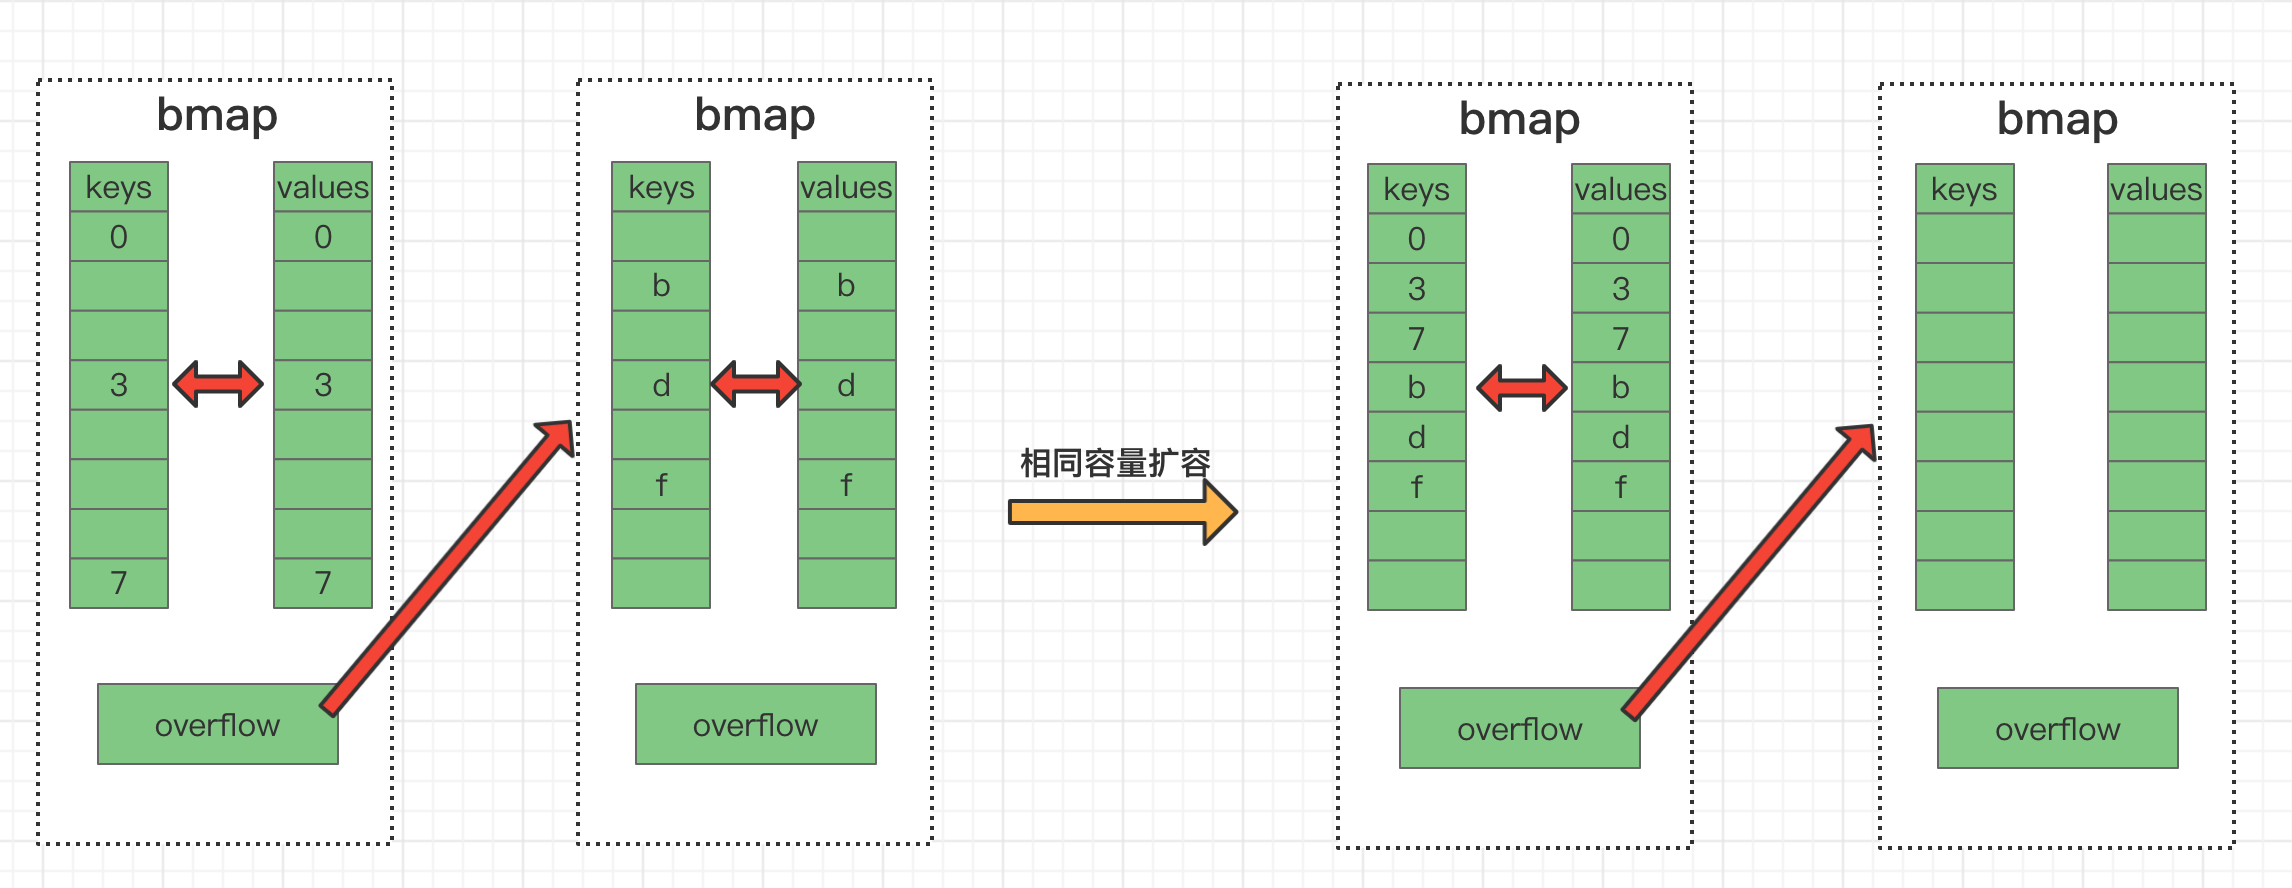 bmap
keys values
0 0
3 3
7 7
overflow
bmap
keys values
b b
d d
f f
overflow
相同容量扩容
bmap
keys values
0 0
3 3
7 7
b b
d d
f f
overflow
bmap
keys values
overflow